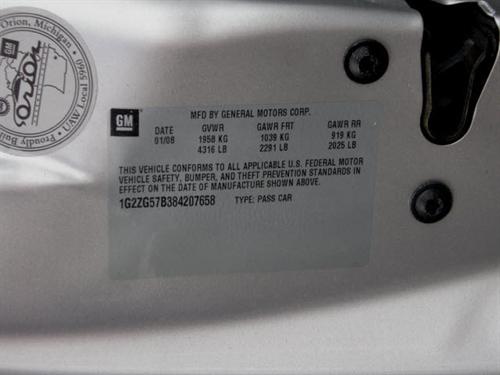 Orion, Michigan
GM
Proudly Buil
UAW Local 5960
GM
MFD BY GENERAL MOTORS CORP.
DATE GVWR GAWR FRT GAWR RR
01/08 1958 KG 1039 KG 919 KG
4316 LB 2291 LB 2025 LB
THIS VEHICLE CONFORMS TO ALL APPLICABLE U.S. FEDERAL MOTOR
VEHICLE SAFETY, BUMPER, AND THEFT PREVENTION STANDARDS IN
EFFECT ON THE DATE OF MANUFACTURE SHOWN ABOVE.
1G2ZG57B384207658 TYPE: PASS CAR